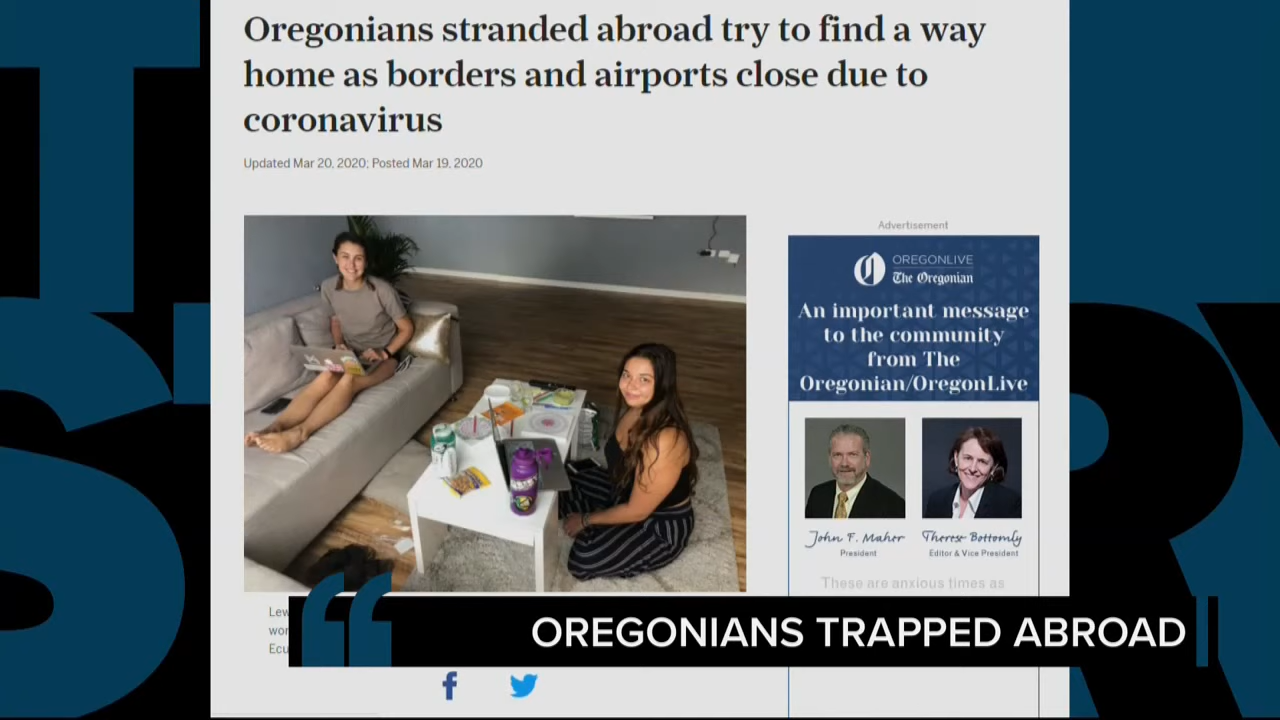 Oregonians stranded abroad try to find a way
home as borders and airports close due to
coronavirus
Updated Mar 20, 2020; Posted Mar 19, 2020
Advertisement
OREGONLIVE
The Oregonian
An important message
to the community
from The
Oregonian/OregonLive
John F. Maher
President
Therese Bottomly
Editor & Vice President
These are anxious times as
OREGONIANS TRAPPED ABROAD